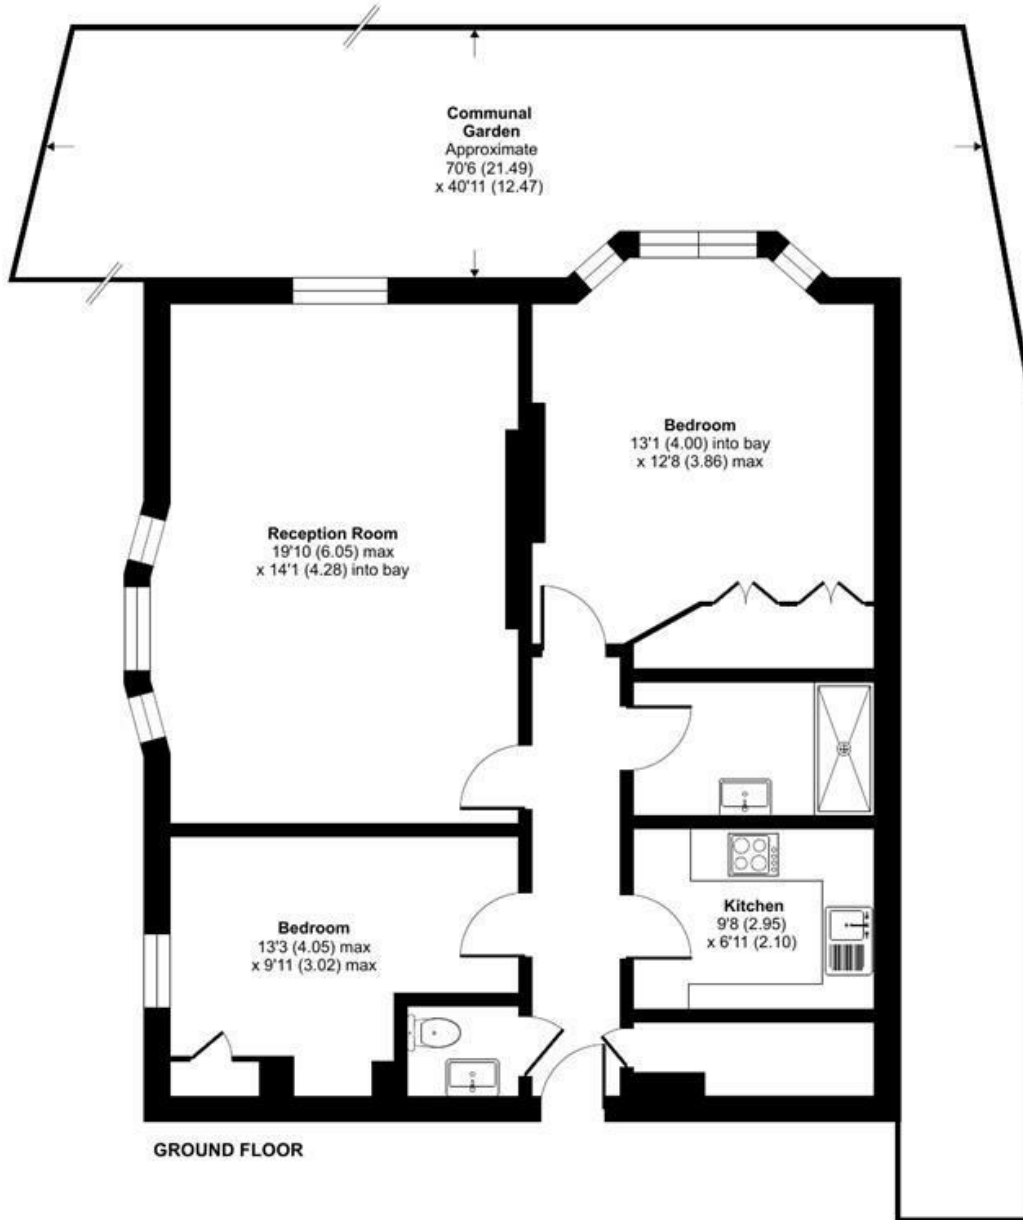 Communal
Garden
Approximate
70'6 (21.49)
x 40'11 (12.47)
Bedroom
13'1 (4.00) into bay
x 12'8 (3.86) max
Reception Room
19'10 (6.05) max
x 14'1 (4.28) into bay
Kitchen
9'8 (2.95)
x 6'11 (2.10)
Bedroom
13'3 (4.05) max
x 9'11 (3.02) max
GROUND FLOOR